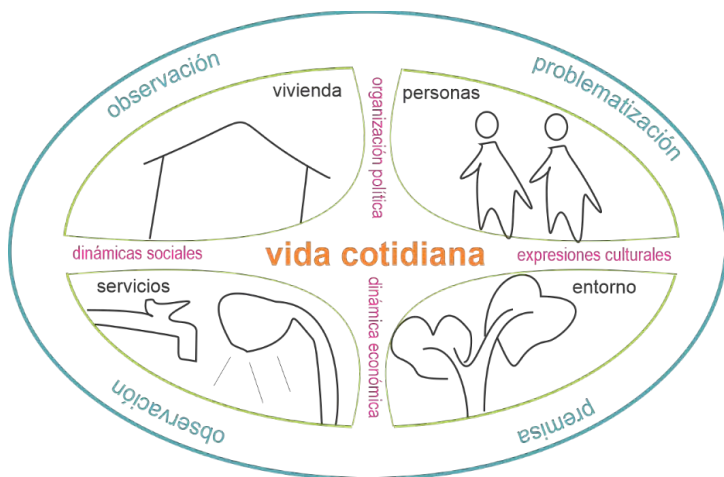 observación
problematización
vivienda
personas
organización política
dinámicas sociales
vida cotidiana
expresiones culturales
servicios
dinámica económica
entorno
observación
premisa